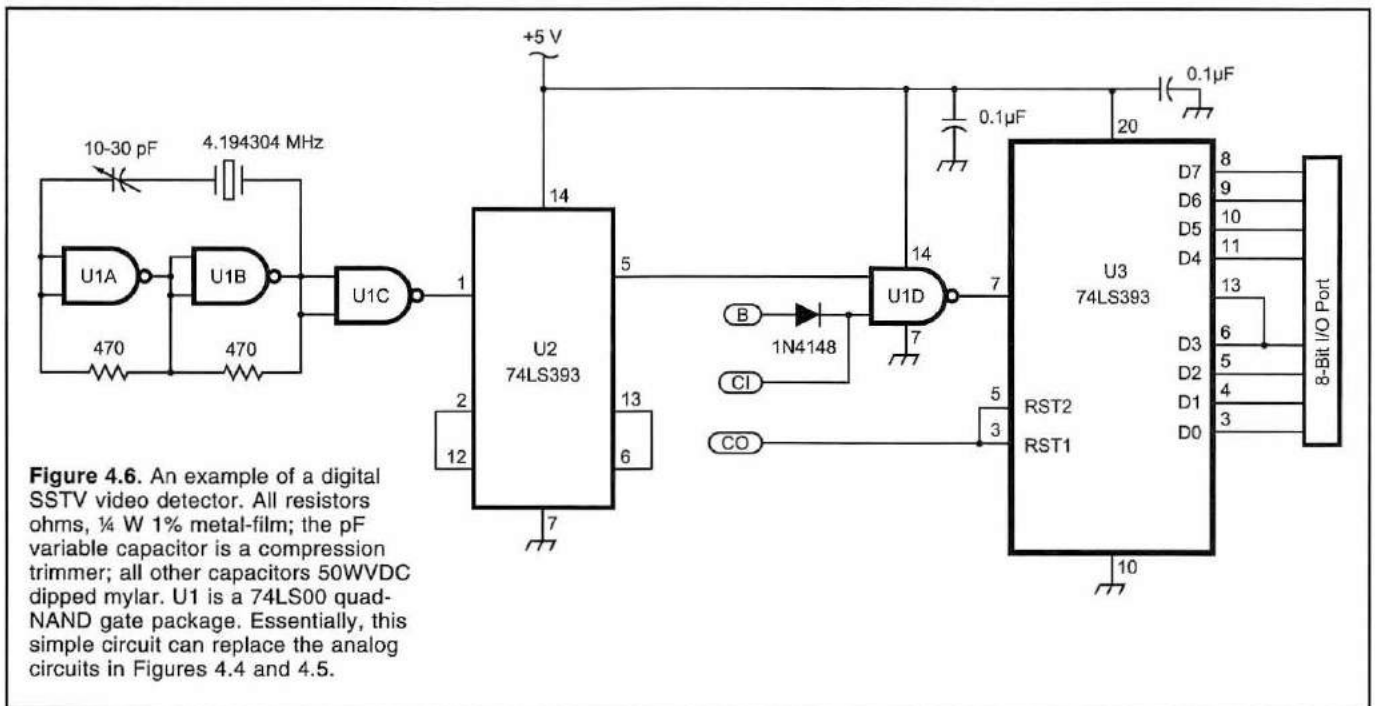 +5 V
0.1µF
0.1µF
10-30 pF
4.194304 MHz
20
14
D7 8
D6 9
D5 10
D4 11
14
U1A
U1B
U1C
1
5
U1D
7
U3
74LS393
13
B
1N4148
7
D3 6
470
470
U2
74LS393
D2 5
CI
D1 4
2
13
5
RST2
D0 3
CO
3
RST1
12
6
8-Bit I/O Port
7
10
Figure 4.6. An example of a digital
SSTV video detector. All resistors
ohms, ¼ W 1% metal-film; the pF
variable capacitor is a compression
trimmer; all other capacitors 50WVDC
dipped mylar. U1 is a 74LS00 quad-
NAND gate package. Essentially, this
simple circuit can replace the analog
circuits in Figures 4.4 and 4.5.